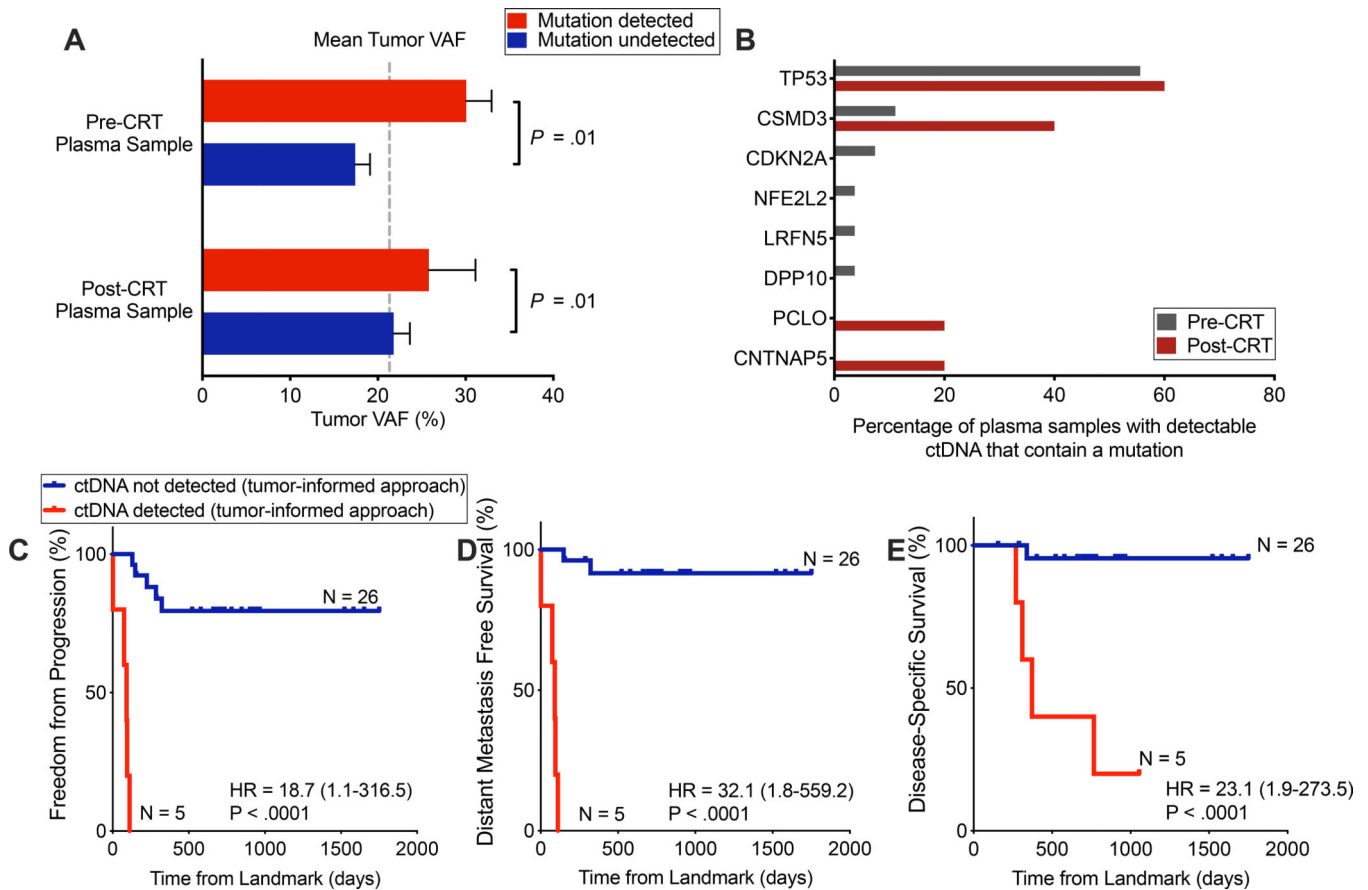 A
Mean Tumor VAF
Mutation detected
Mutation undetected
Pre-CRT
Plasma Sample
P = .01
Post-CRT
Plasma Sample
P = .01
0 10 20 30 40
Tumor VAF (%)
B
TP53
CSMD3
CDKN2A
NFE2L2
LRFN5
DPP10
PCLO
CNTNAP5
Pre-CRT
Post-CRT
0 20 40 60 80
Percentage of plasma samples with detectable
ctDNA that contain a mutation
ctDNA not detected (tumor-informed approach)
ctDNA detected (tumor-informed approach)
C
Freedom from Progression (%)
100
50
0
N = 26
N = 5
HR = 18.7 (1.1-316.5)
P < .0001
0 500 1000 1500 2000
Time from Landmark (days)
D
Distant Metastasis Free Survival (%)
100
50
0
N = 26
N = 5
HR = 32.1 (1.8-559.2)
P < .0001
0 500 1000 1500 2000
Time from Landmark (days)
E
Disease-Specific Survival (%)
100
50
0
N = 26
N = 5
HR = 23.1 (1.9-273.5)
P < .0001
0 500 1000 1500 2000
Time from Landmark (days)